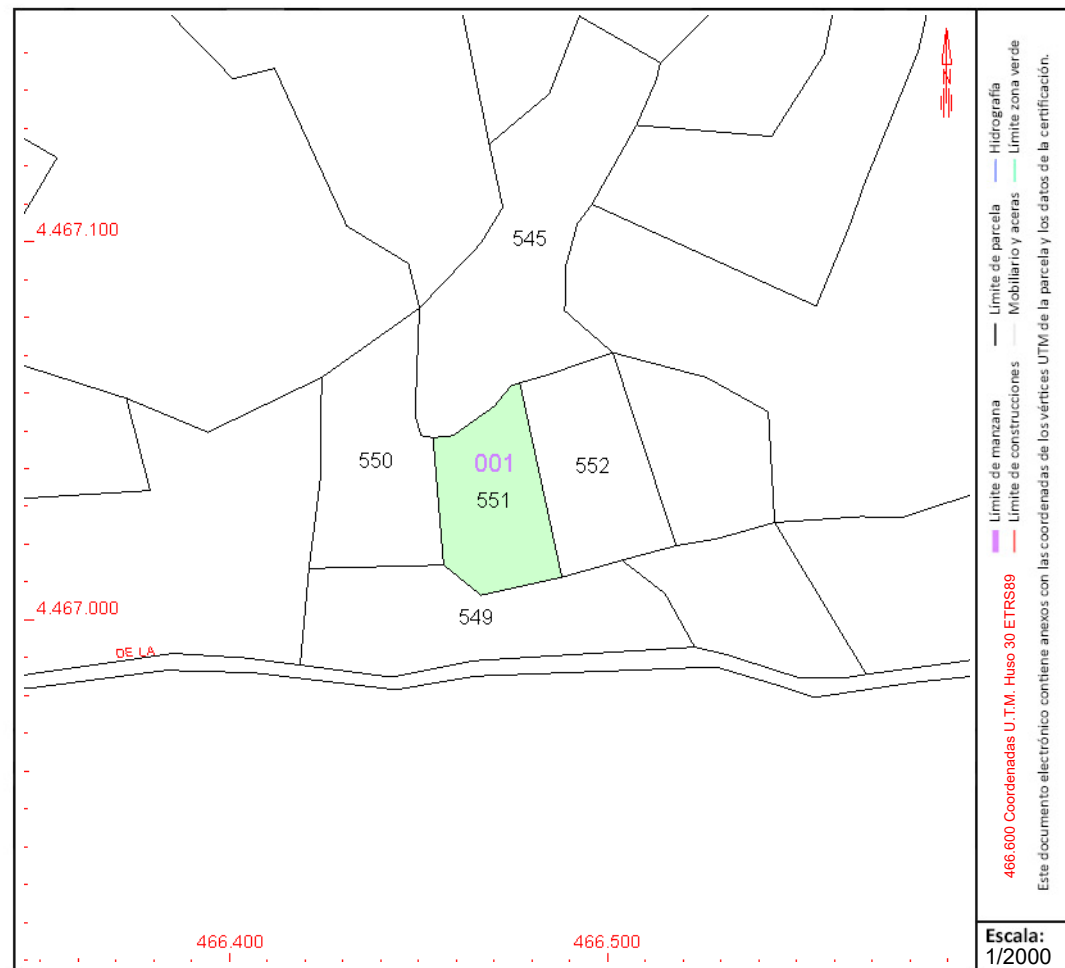 4.467.100
545
550
001
551
552
4.467.000
549
DE LA
466.400
466.500
N
Límite de manzana
Límite de parcela
Hidrografía
Límite de construcciones
Mobiliario y aceras
Límite zona verde
466.600 Coordenadas U.T.M. Huso 30 ETRS89
Este documento electrónico contiene anexos con las coordenadas de los vértices UTM de la parcela y los datos de la certificación.
Escala:
1/2000